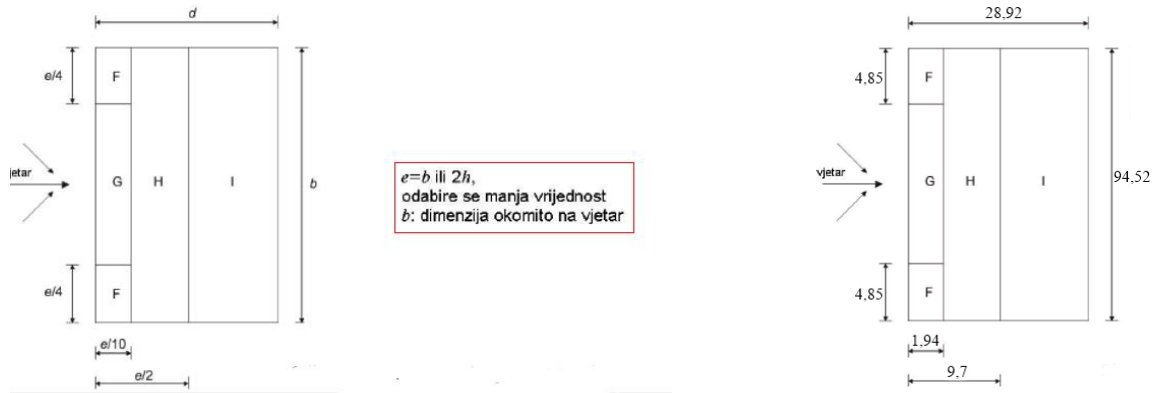 d
e/4
F
jetar
G
H
I
b
e/4
F
e/10
e/2
e=b ili 2h,
odabire se manja vrijednost
b: dimenzija okomito na vjetar
28,92
4,85
F
vjetar
G
H
I
94,52
4,85
F
1,94
9,7